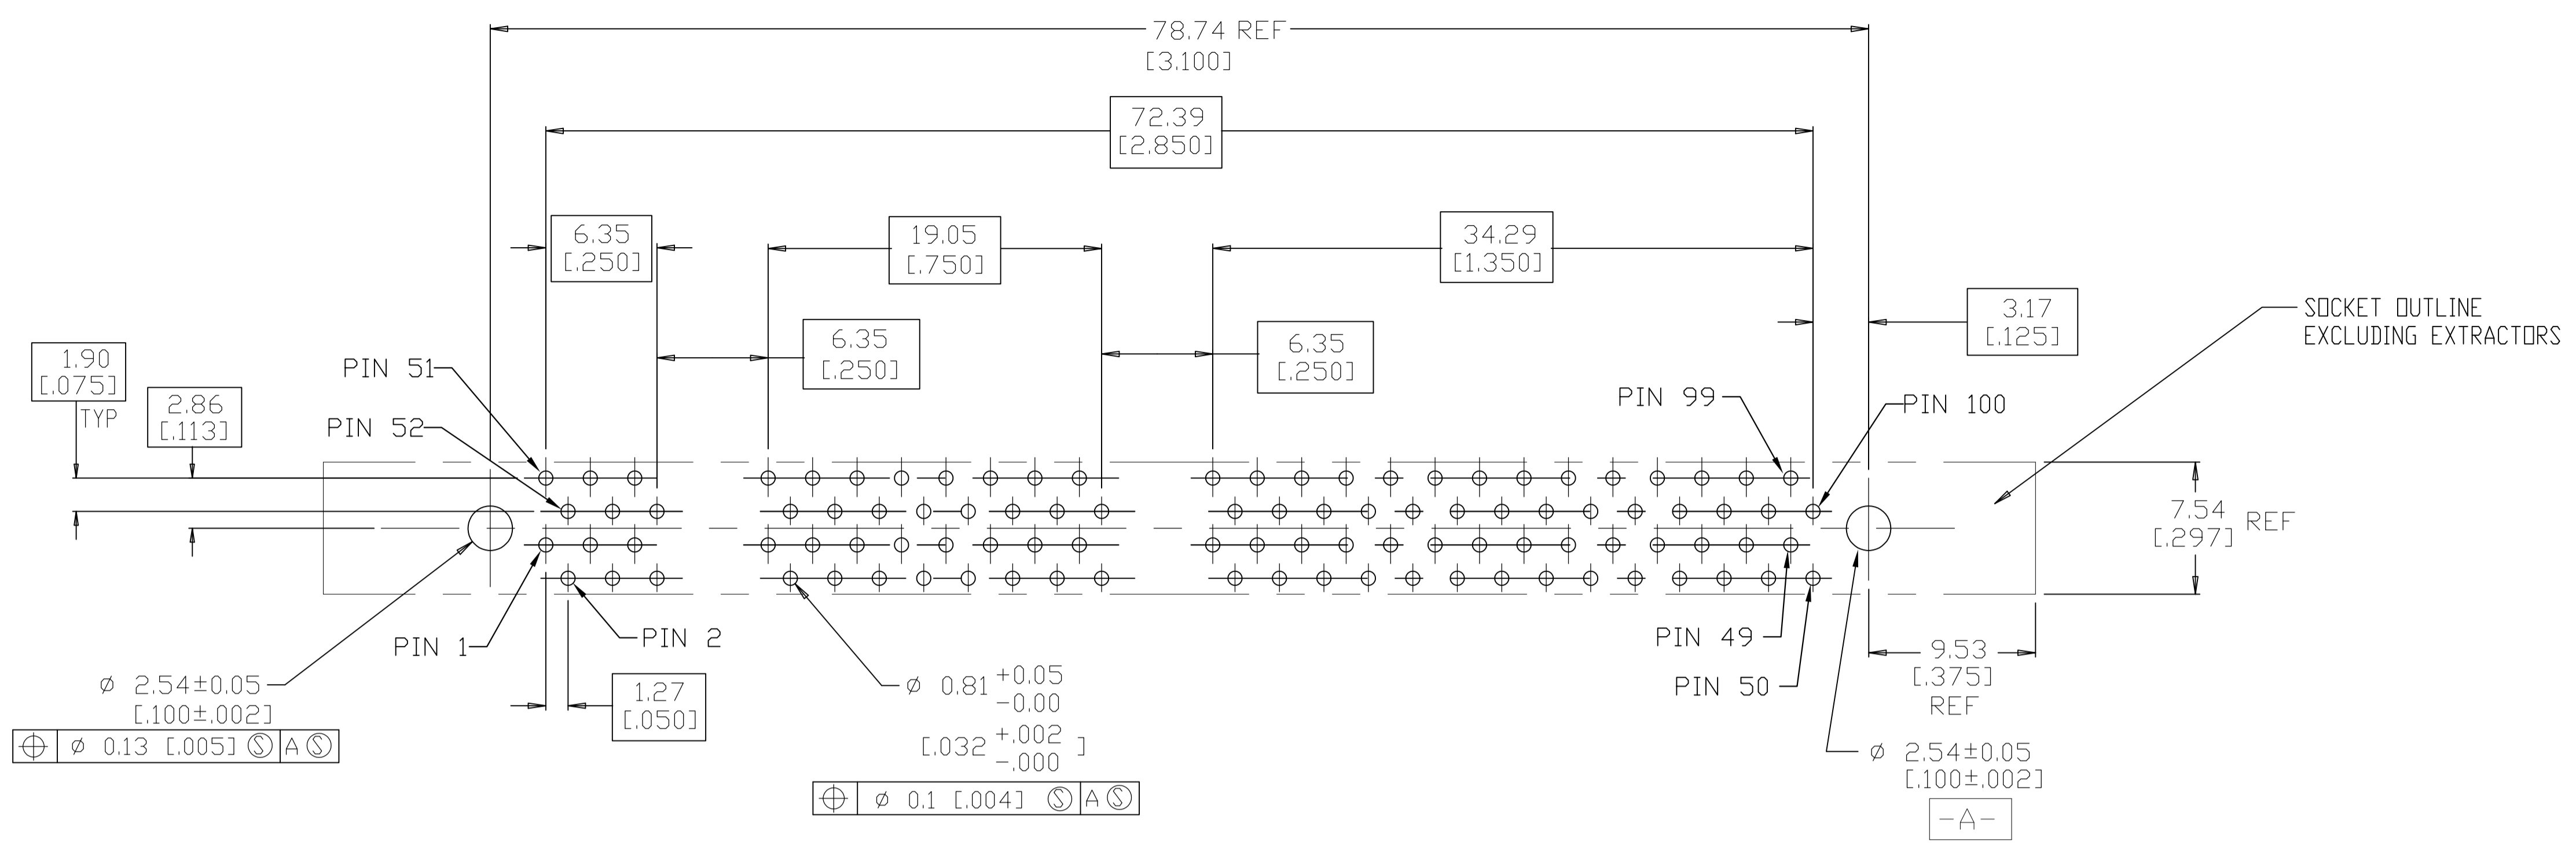 78.74 REF
[3.100]
72.39
[2.850]
6.35
[.250]
19.05
[.750]
34.29
[1.350]
3.17
[.125]
SOCKET OUTLINE
EXCLUDING EXTRACTORS
6.35
[.250]
6.35
[.250]
1.90
[.075]
TYP
2.86
[.113]
PIN 51
PIN 52
PIN 99
PIN 100
7.54
[.297]
REF
PIN 1
PIN 2
PIN 49
PIN 50
9.53
[.375]
REF
⌀ 2.54±0.05
[.100±.002]
⌖ ⌀ 0.13 [.005] Ⓢ A Ⓢ
1.27
[.050]
⌀ 0.81 +0.05
-0.00
[.032 +.002
-.000 ]
⌖ ⌀ 0.1 [.004] Ⓢ A Ⓢ
⌀ 2.54±0.05
[.100±.002]
-A-